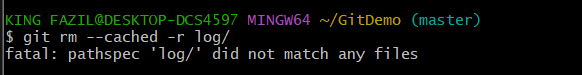 KING FAZIL@DESKTOP-DCS4597 MINGW64 ~/GitDemo (master)
$ git rm --cached -r log/
fatal: pathspec 'log/' did not match any files